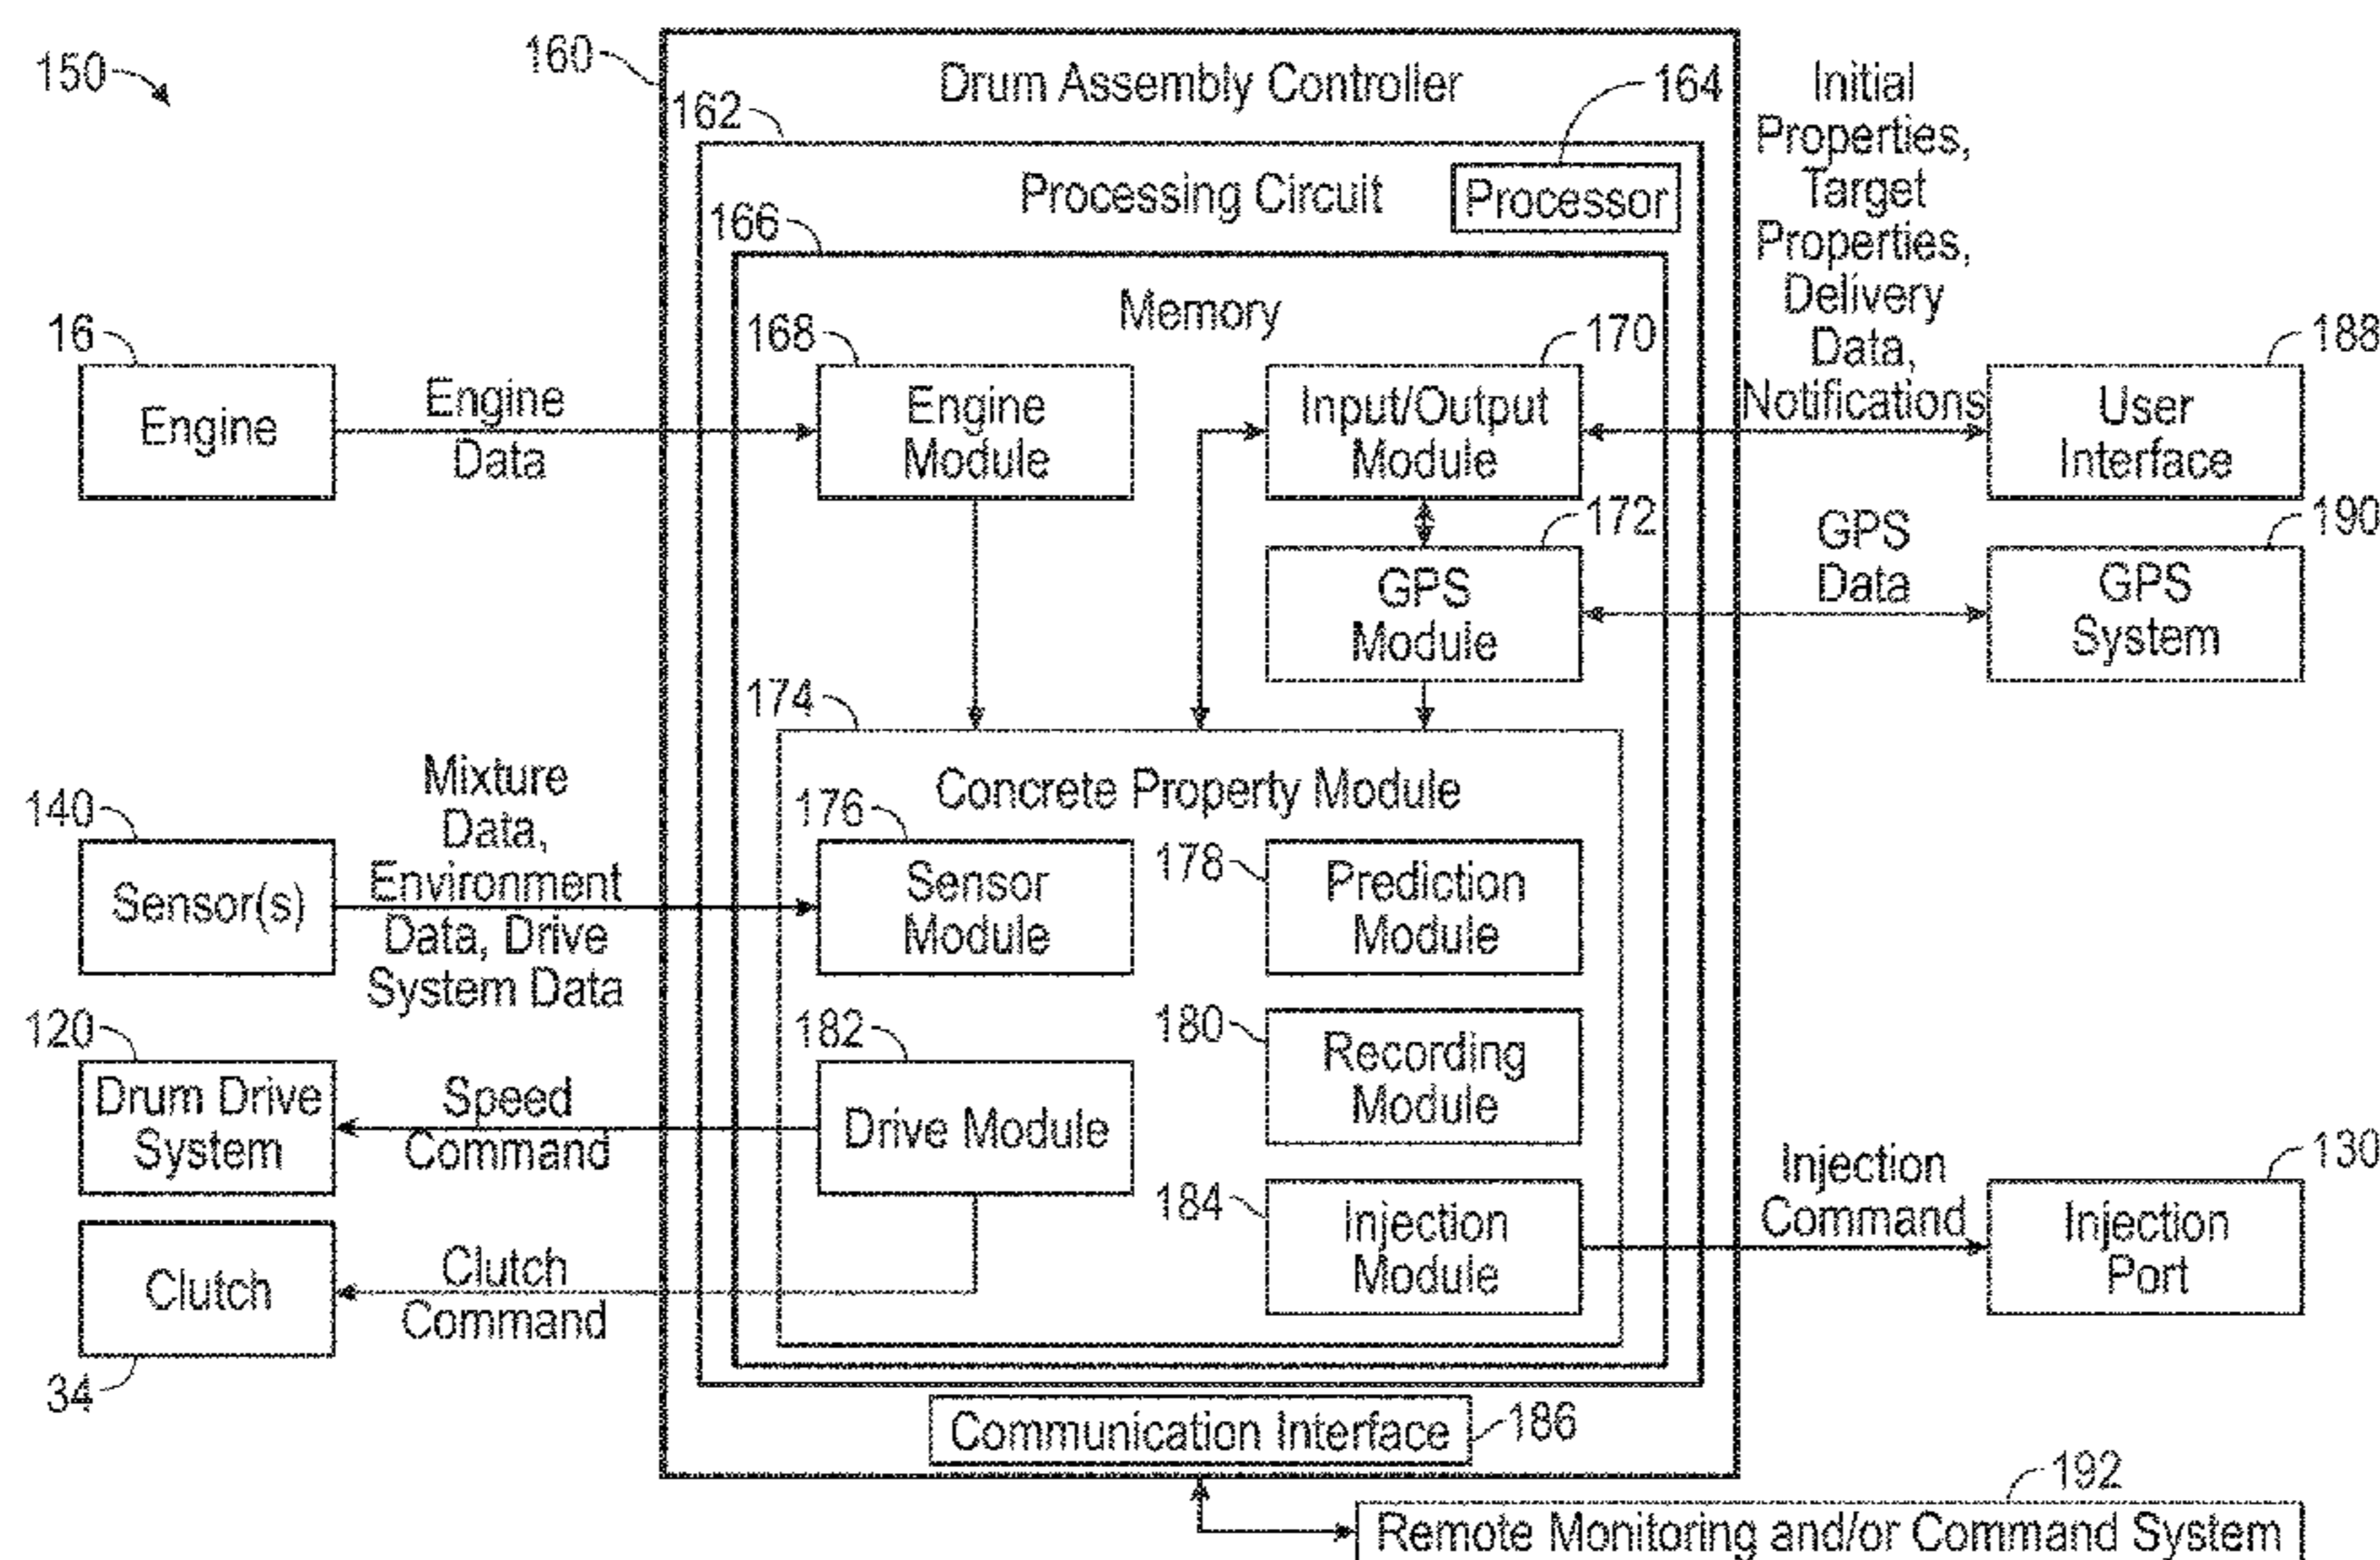 150
160
Drum Assembly Controller
164
162
Processing Circuit
Processor
166
Memory
Initial
Properties,
Target
Properties,
Delivery
Data,
Notifications
16
Engine
Engine
Data
168
Engine
Module
170
Input/Output
Module
188
User
Interface
172
GPS
Module
GPS
Data
190
GPS
System
174
Concrete Property Module
140
Sensor(s)
Mixture
Data,
Environment
Data, Drive
System Data
176
Sensor
Module
178
Prediction
Module
120
Drum Drive
System
Speed
Command
182
Drive Module
180
Recording
Module
Clutch
34
Clutch
Command
184
Injection
Module
Injection
Command
130
Injection
Port
Communication Interface
186
192
Remote Monitoring and/or Command System